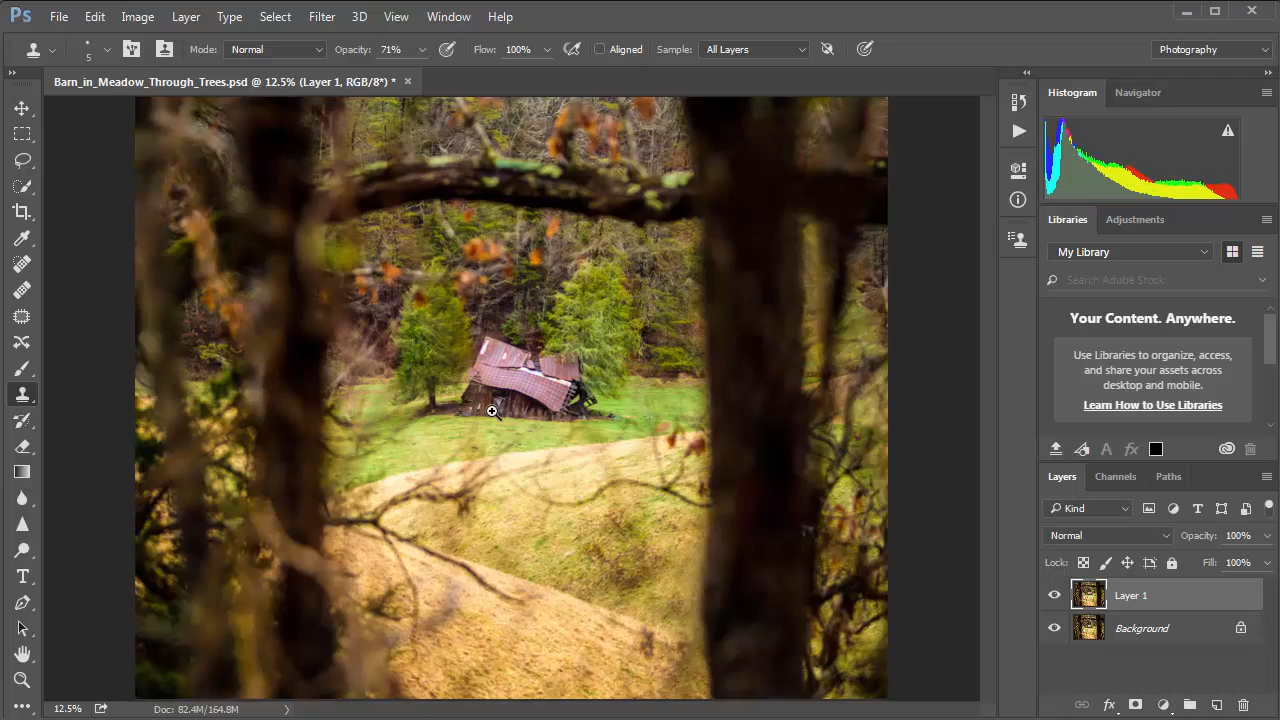 Ps File Edit Image Layer Type Select Filter 3D View Window Help
5 Mode: Normal Opacity: 71% Flow: 100% Aligned Sample: All Layers Photography
Barn_in_Meadow_Through_Trees.psd @ 12.5% (Layer 1, RGB/8*) *
Histogram Navigator
Libraries Adjustments
My Library
Search Adobe Stock
Your Content. Anywhere.
Use Libraries to organize, access,
and share your assets across
desktop and mobile.
Learn How to Use Libraries
Layers Channels Paths
Kind
Normal Opacity: 100%
Lock: Fill: 100%
Layer 1
Background
12.5% Doc: 82.4M/164.8M